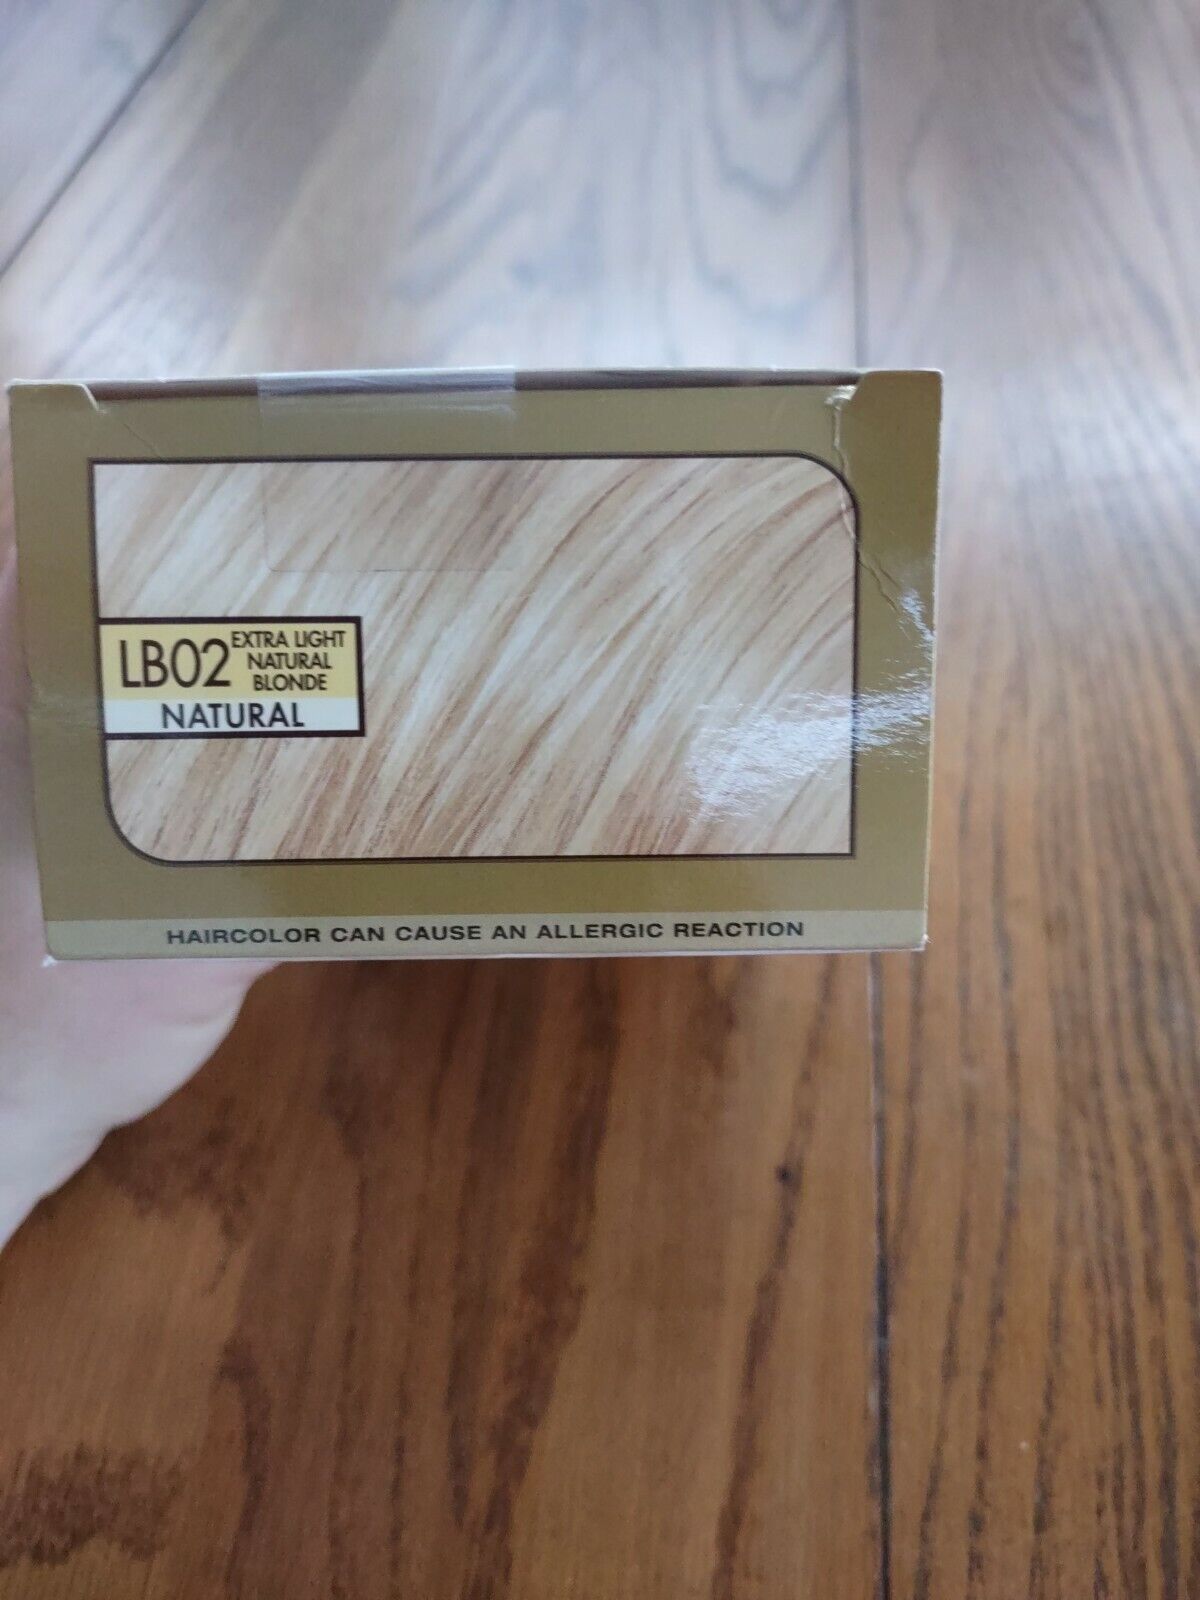 LB02
EXTRA LIGHT
NATURAL
BLONDE
NATURAL
HAIRCOLOR CAN CAUSE AN ALLERGIC REACTION